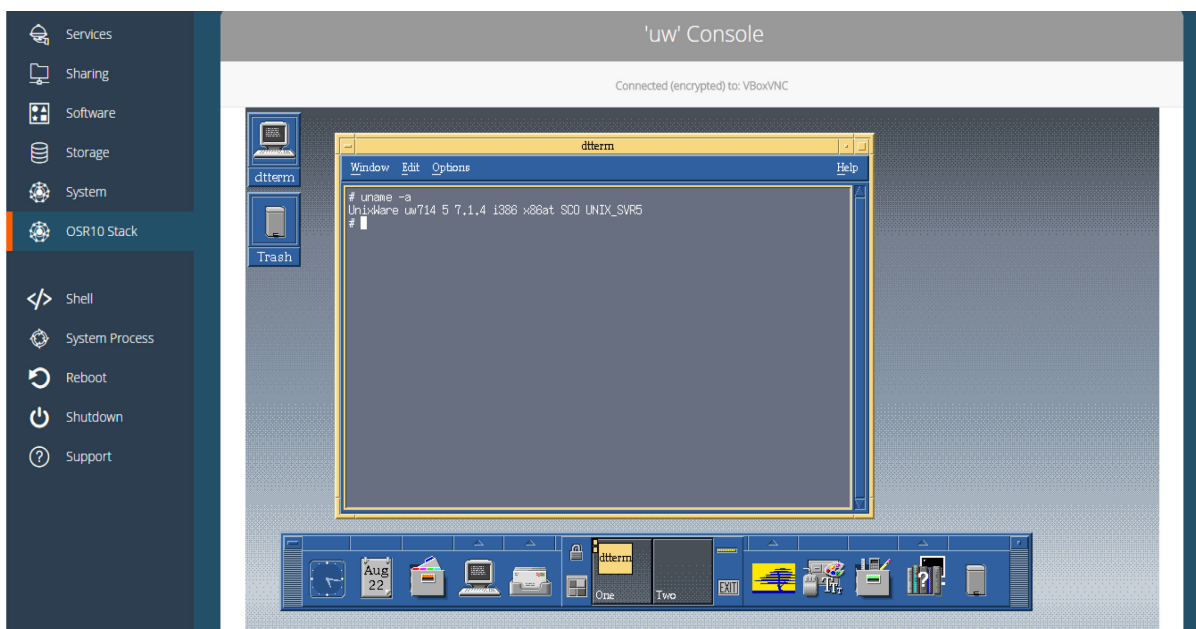 Services
Sharing
Software
Storage
System
OSR10 Stack
Shell
System Process
Reboot
Shutdown
Support
'uw' Console
Connected (encrypted) to: VBoxVNC
dtterm
Trash
dtterm
Window Edit Options Help
# uname -a
UnixWare uw714 5 7.1.4 i386 x86at SCO UNIX_SVR5
#
Aug
22
dtterm
One
Two
EXIT